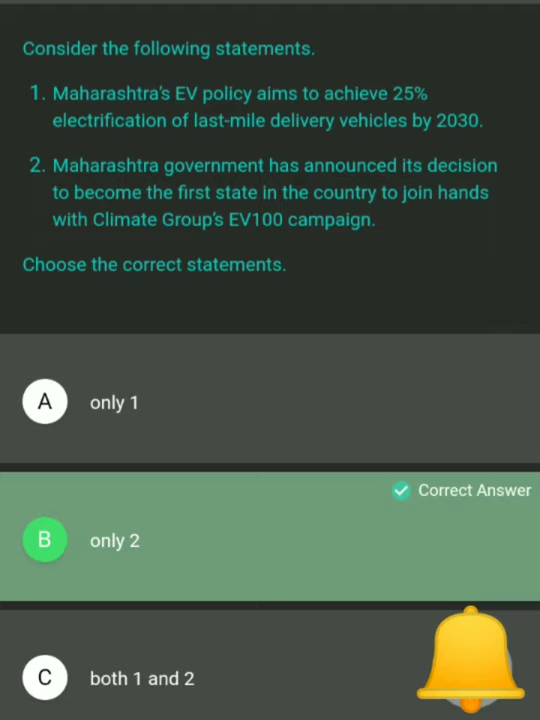 Consider the following statements.
1. Maharashtra's EV policy aims to achieve 25%
electrification of last-mile delivery vehicles by 2030.
2. Maharashtra government has announced its decision
to become the first state in the country to join hands
with Climate Group's EV100 campaign.
Choose the correct statements.
A only 1
Correct Answer
B only 2
C both 1 and 2